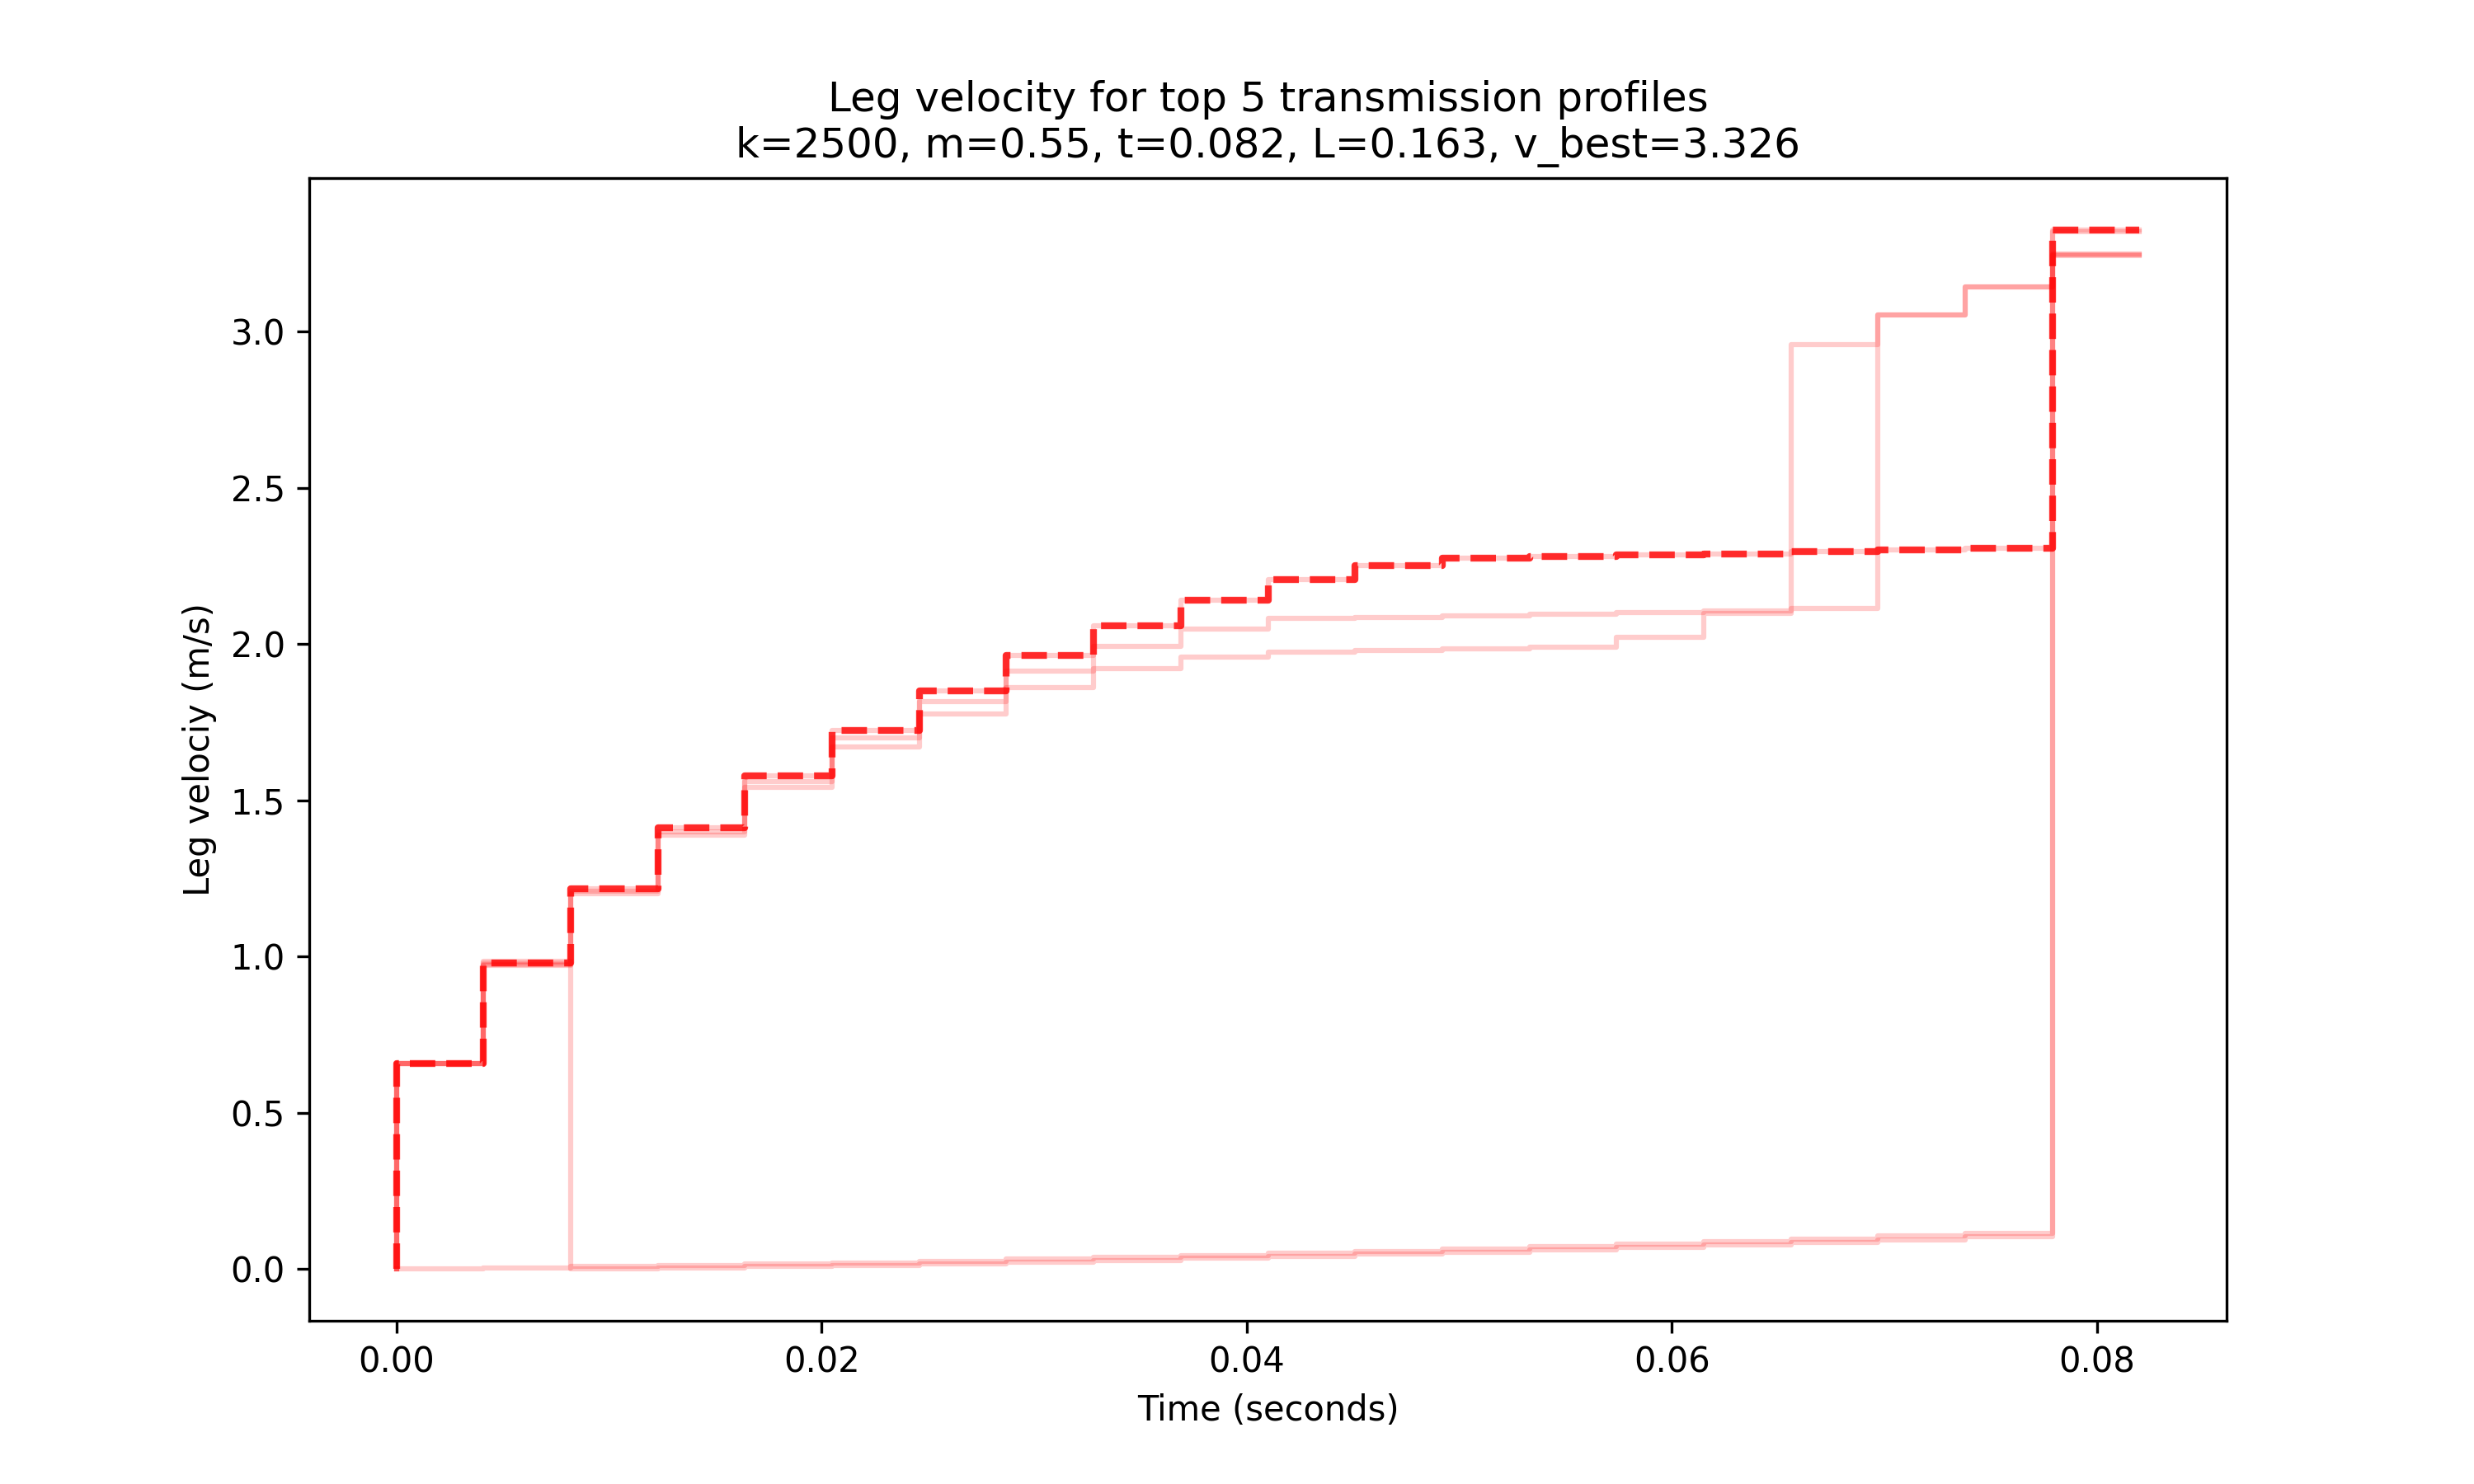 Leg velocity for top 5 transmission profiles
k=2500, m=0.55, t=0.082, L=0.163, v_best=3.326
Leg velociy (m/s)
3.0
2.5
2.0
1.5
1.0
0.5
0.0
0.00 0.02 0.04 0.06 0.08
Time (seconds)